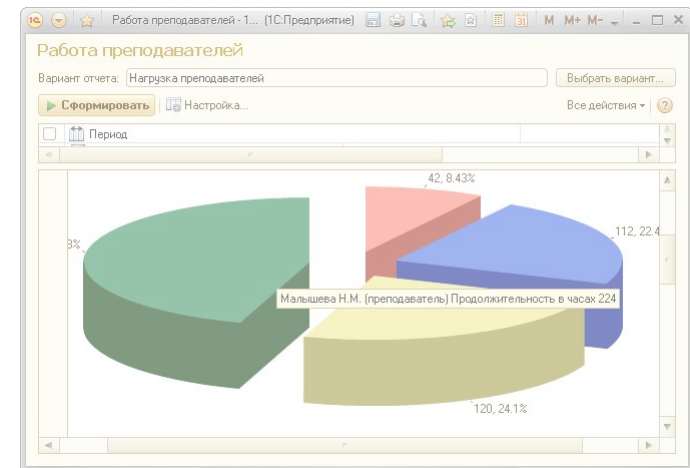 Работа преподавателей - 1... (1С:Предприятие) M M+ M-
Работа преподавателей
Вариант отчета: Нагрузка преподавателей Выбрать вариант...
Сформировать Настройка... Все действия
Период
42, 8.43%
112, 22.4
8%
Малышева Н.М. (преподаватель) Продолжительность в часах 224
120, 24.1%